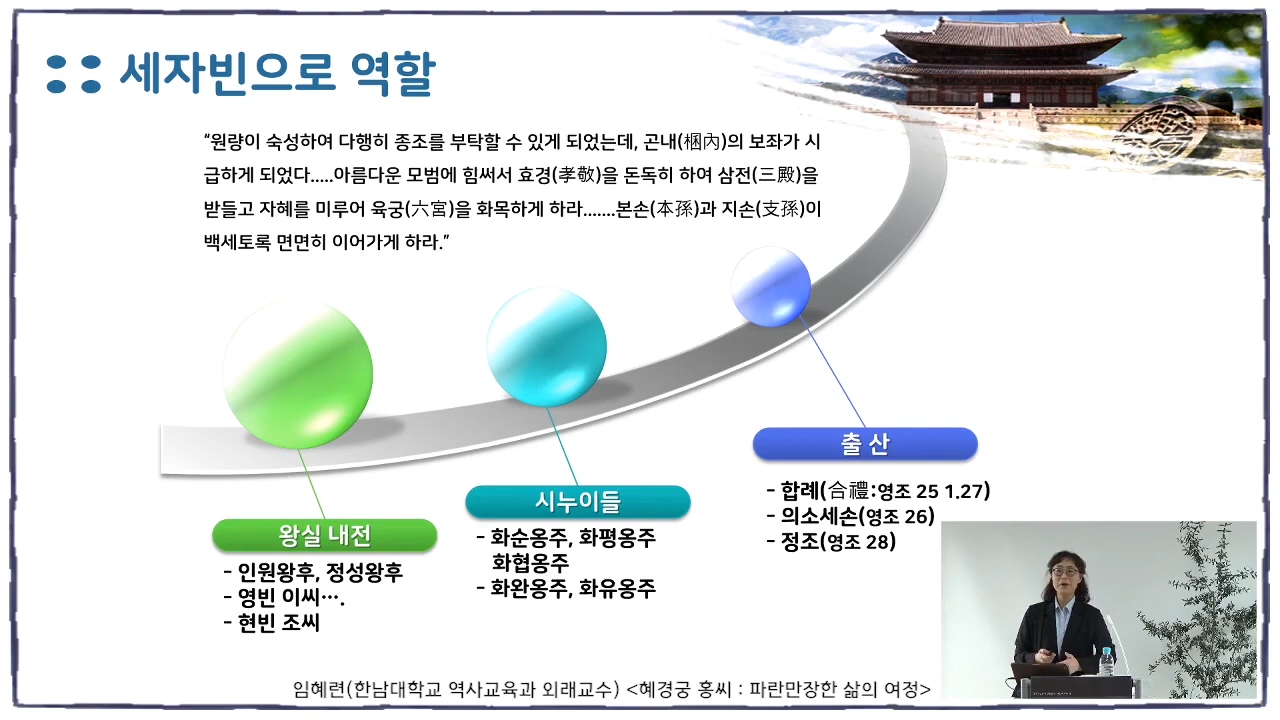 세자빈으로 역할
“원량이 숙성하여 다행히 종조를 부탁할 수 있게 되었는데, 곤내(梱內)의 보좌가 시
급하게 되었다.....아름다운 모범에 힘써서 효경(孝敬)을 돈독히 하여 삼전(三殿)을
받들고 자혜를 미루어 육궁(六宮)을 화목하게 하라.......본손(本孫)과 지손(支孫)이
백세토록 면면히 이어가게 하라.”
왕실 내전
- 인원왕후, 정성왕후
- 영빈 이씨….
- 현빈 조씨
시누이들
- 화순옹주, 화평옹주
화협옹주
- 화완옹주, 화유옹주
출 산
- 합례(合禮:영조 25 1.27)
- 의소세손(영조 26)
- 정조(영조 28)
임혜련(한남대학교 역사교육과 외래교수) <혜경궁 홍씨 : 파란만장한 삶의 여정>